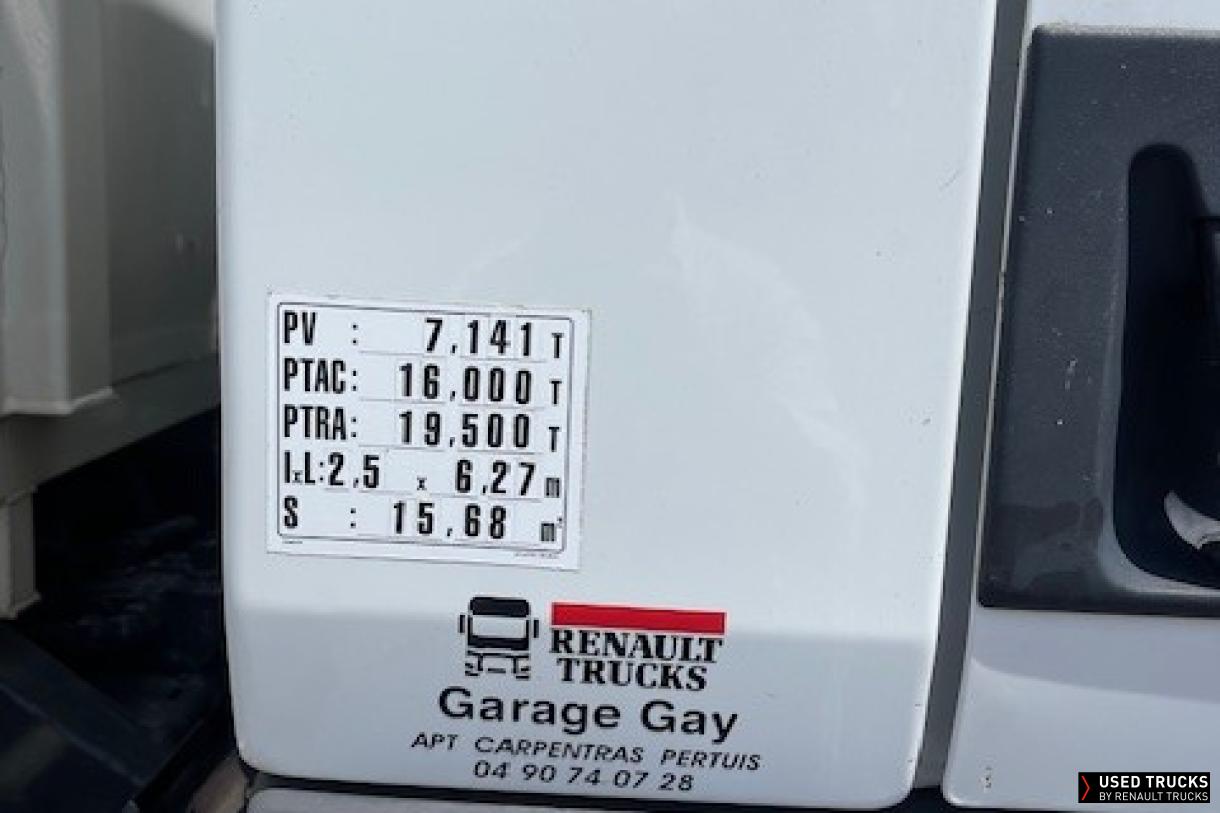 PV : 7,141 T
PTAC: 16,000 T
PTRA: 19,500 T
lxL: 2,5 x 6,27 m
S : 15,68 m²
RENAULT
TRUCKS
Garage Gay
APT CARPENTRAS PERTUIS
04 90 74 07 28
USED TRUCKS
BY RENAULT TRUCKS